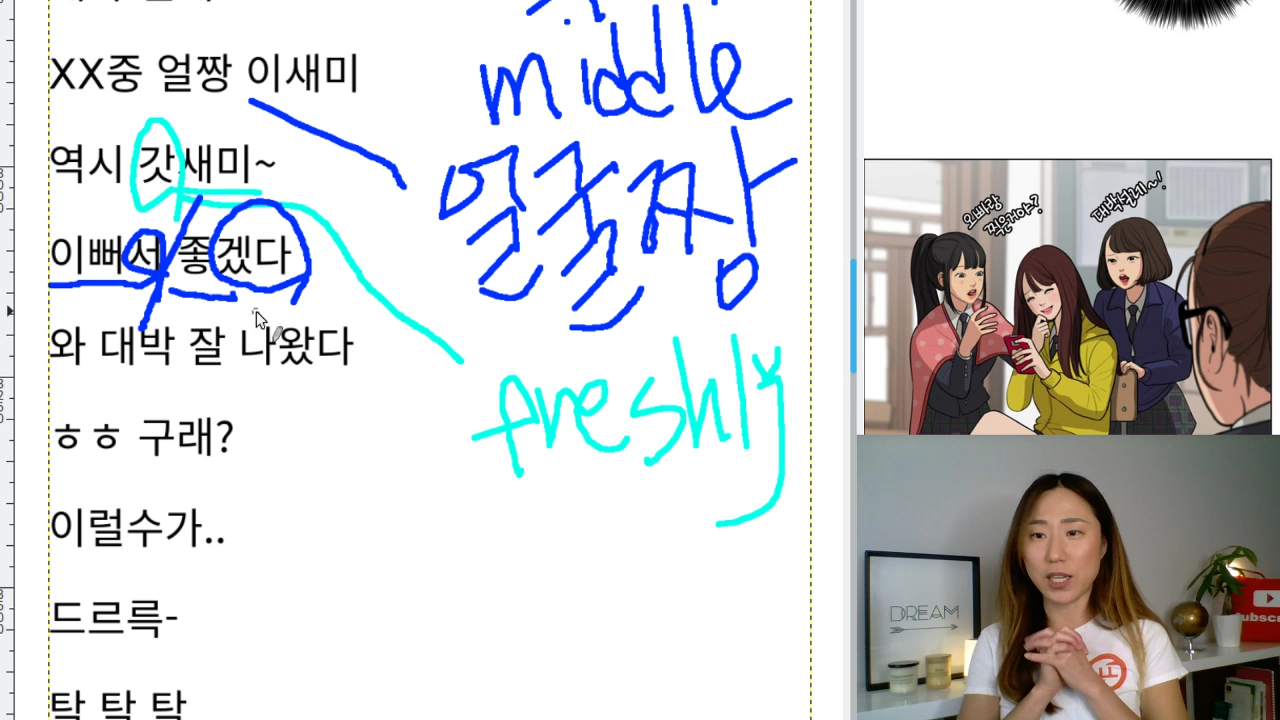 XX중 얼짱 이새미
역시 갓새미~
이뻐서 좋겠다
와 대박 잘 나왔다
ㅎㅎ 구래?
이럴수가..
드르륵-
탁 탁 탁
middle
얼굴짱
freshly
오빠랑
찍은거야?
대박설레~!
DREAM